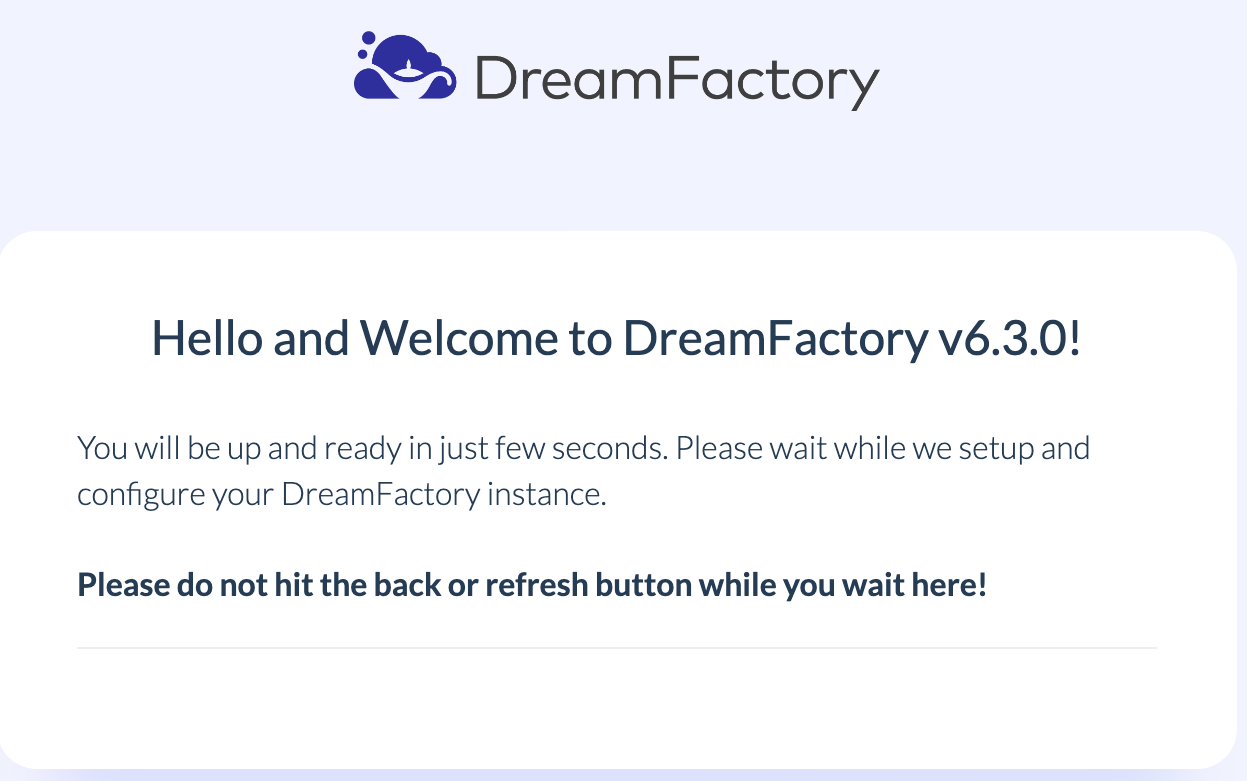 DreamFactory
Hello and Welcome to DreamFactory v6.3.0!
You will be up and ready in just few seconds. Please wait while we setup and
configure your DreamFactory instance.
Please do not hit the back or refresh button while you wait here!